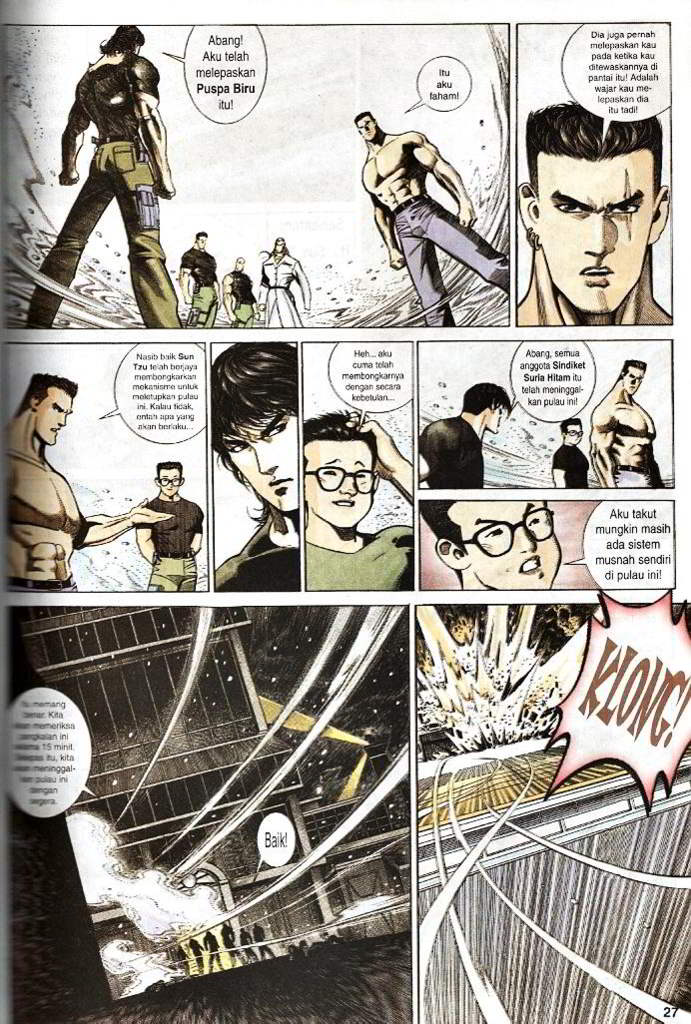 Abang!
Aku telah
melepaskan
Puspa Biru
itu!
Itu
aku
faham!
Dia juga pernah
melepaskan kau
pada ketika kau
ditewaskannya di
pantai itu! Adalah
wajar kau me-
lepaskan dia
itu tadi!
Nasib baik Sun
Tzu telah berjaya
membongkarkan
mekanisme untuk
meletupkan pulau
ini. Kalau tidak,
entah apa yang
akan berlaku...
Heh... aku
cuma telah
membongkarnya
dengan secara
kebetulan...
Abang, semua
anggota Sindiket
Suria Hitam itu
telah meninggal-
kan pulau ini!
Aku takut
mungkin masih
ada sistem
musnah sendiri
di pulau ini!
Itu memang
benar. Kita
akan memeriksa
pangkalan ini
selama 15 minit.
Selepas itu, kita
akan meninggal-
kan pulau ini
dengan
segera.
Baik!
KLONG!
27